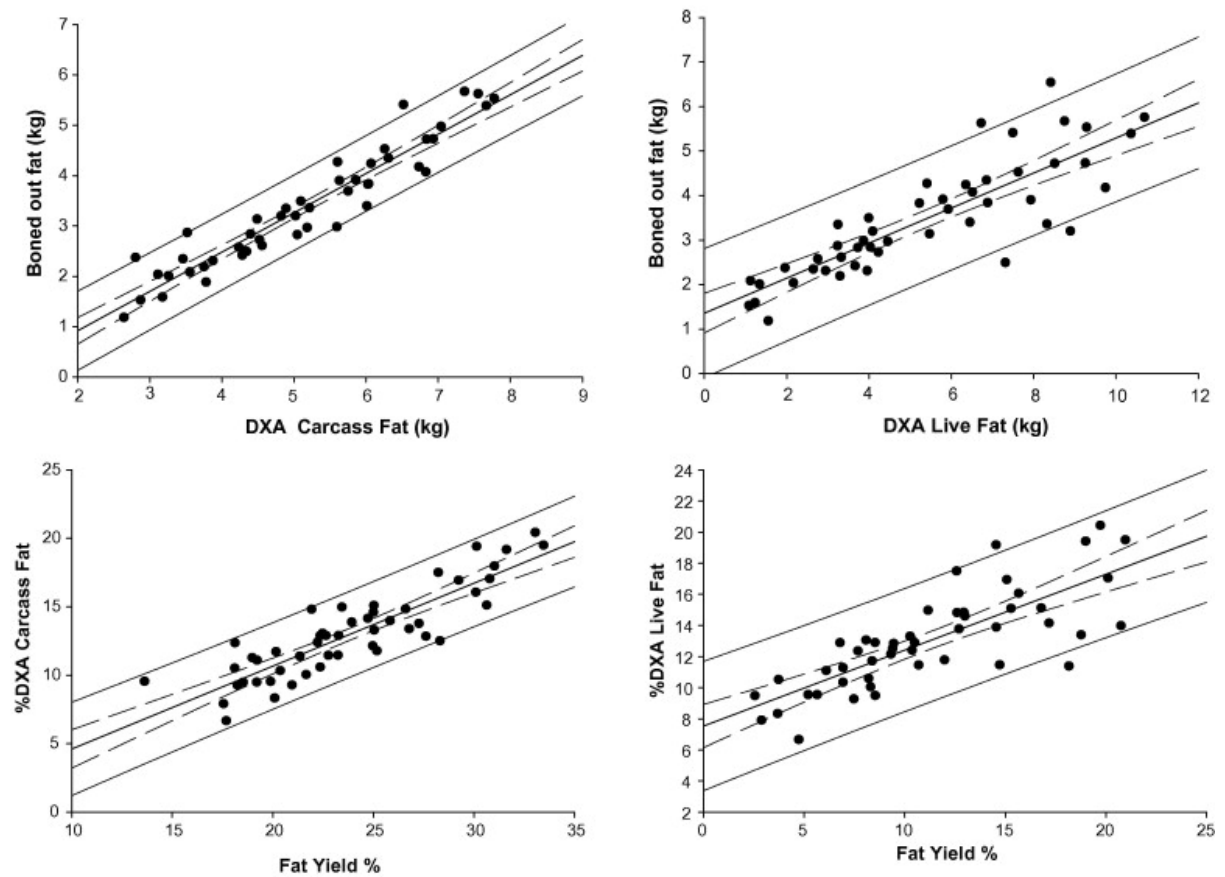 Boned out fat (kg)
7
6
5
4
3
2
1
0
2 3 4 5 6 7 8 9
DXA Carcass Fat (kg)
Boned out fat (kg)
8
7
6
5
4
3
2
1
0
0 2 4 6 8 10 12
DXA Live Fat (kg)
%DXA Carcass Fat
25
20
15
10
5
0
10 15 20 25 30 35
Fat Yield %
%DXA Live Fat
24
22
20
18
16
14
12
10
8
6
4
2
0 5 10 15 20 25
Fat Yield %